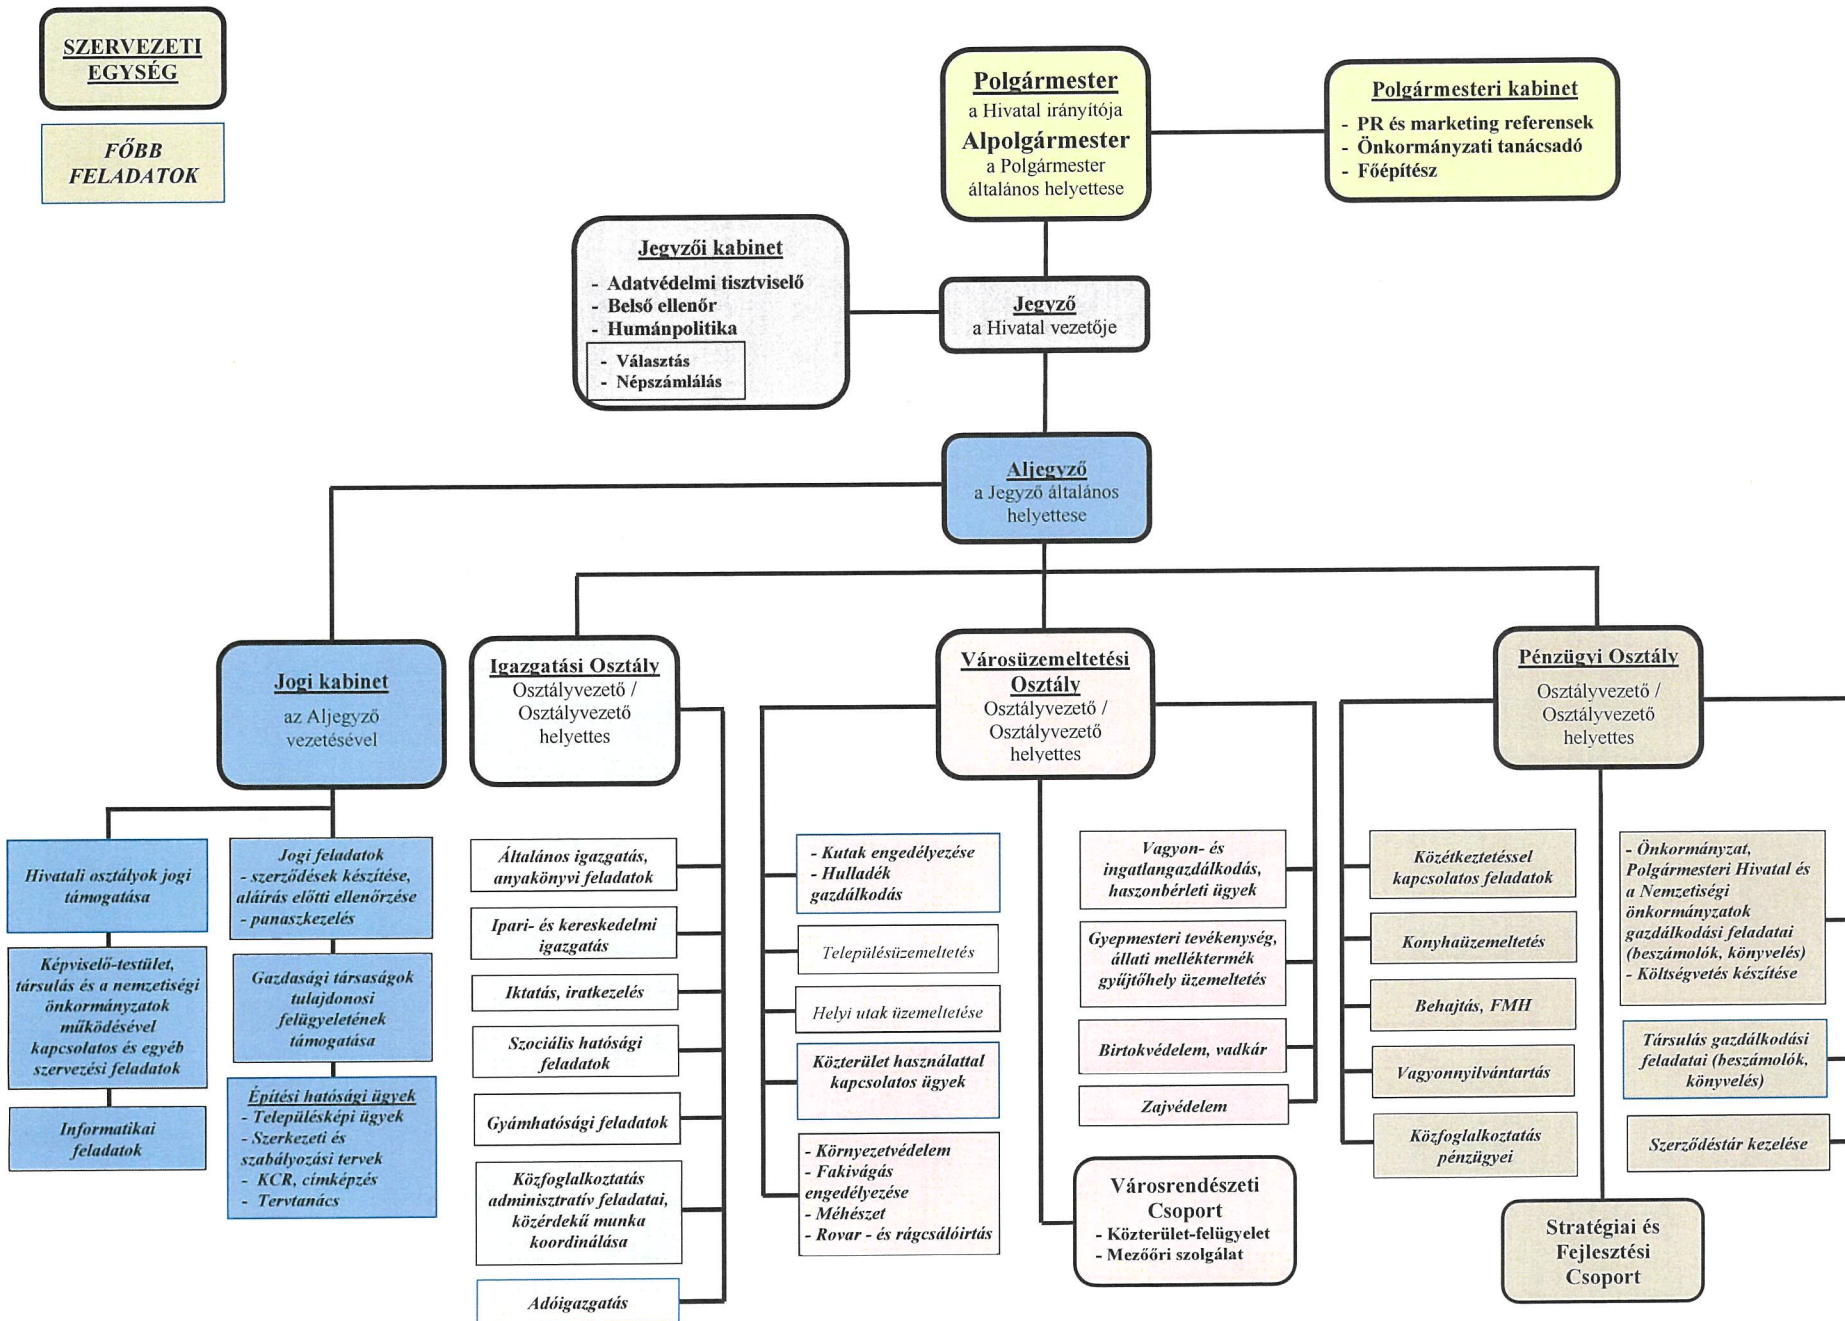 SZERVEZETI
EGYSÉG
FŐBB
FELADATOK
Polgármester
a Hivatal irányítója
Alpolgármester
a Polgármester
általános helyettese
Polgármesteri kabinet
- PR és marketing referensek
- Önkormányzati tanácsadó
- Főépítész
Jegyzői kabinet
- Adatvédelmi tisztviselő
- Belső ellenőr
- Humánpolitika
- Választás
- Népszámlálás
Jegyző
a Hivatal vezetője
Aljegyző
a Jegyző általános
helyettese
Jogi kabinet
az Aljegyző
vezetésével
Igazgatási Osztály
Osztályvezető /
Osztályvezető
helyettes
Városüzemeltetési
Osztály
Osztályvezető /
Osztályvezető
helyettes
Pénzügyi Osztály
Osztályvezető /
Osztályvezető
helyettes
Hivatali osztályok jogi
támogatása
Képviselő-testület,
társulás és a nemzetiségi
önkormányzatok
működésével
kapcsolatos és egyéb
szervezési feladatok
Informatikai
feladatok
Jogi feladatok
- szerződések készítése,
aláírás előtti ellenőrzése
- panaszkezelés
Gazdasági társaságok
tulajdonosi
felügyeletének
támogatása
Építési hatósági ügyek
- Településképi ügyek
- Szerkezeti és
szabályozási tervek
- KCR, címképzés
- Tervtanács
Általános igazgatás,
anyakönyvi feladatok
Ipari- és kereskedelmi
igazgatás
Iktatás, iratkezelés
Szociális hatósági
feladatok
Gyámhatósági feladatok
Közfoglalkoztatás
adminisztratív feladatai,
közérdekű munka
koordinálása
Adóigazgatás
- Kutak engedélyezése
- Hulladék
gazdálkodás
Településüzemeltetés
Helyi utak üzemeltetése
Közterület használattal
kapcsolatos ügyek
- Környezetvédelem
- Fakivágás
engedélyezése
- Méhészet
- Rovar - és rágcsálóirtás
Vagyon- és
ingatlangazdálkodás,
haszonbérleti ügyek
Gyepmesteri tevékenység,
állati melléktermék
gyűjtőhely üzemeltetés
Birtokvédelem, vadkár
Zajvédelem
Városrendészeti
Csoport
- Közterület-felügyelet
- Mezőőri szolgálat
Közétkeztetéssel
kapcsolatos feladatok
Konyhaüzemeltetés
Behajtás, FMH
Vagyonnyilvántartás
Közfoglalkoztatás
pénzügyei
- Önkormányzat,
Polgármesteri Hivatal és
a Nemzetiségi
önkormányzatok
gazdálkodási feladatai
(beszámolók, könyvelés)
- Költségvetés készítése
Társulás gazdálkodási
feladatai (beszámolók,
könyvelés)
Szerződéstár kezelése
Stratégiai és
Fejlesztési
Csoport